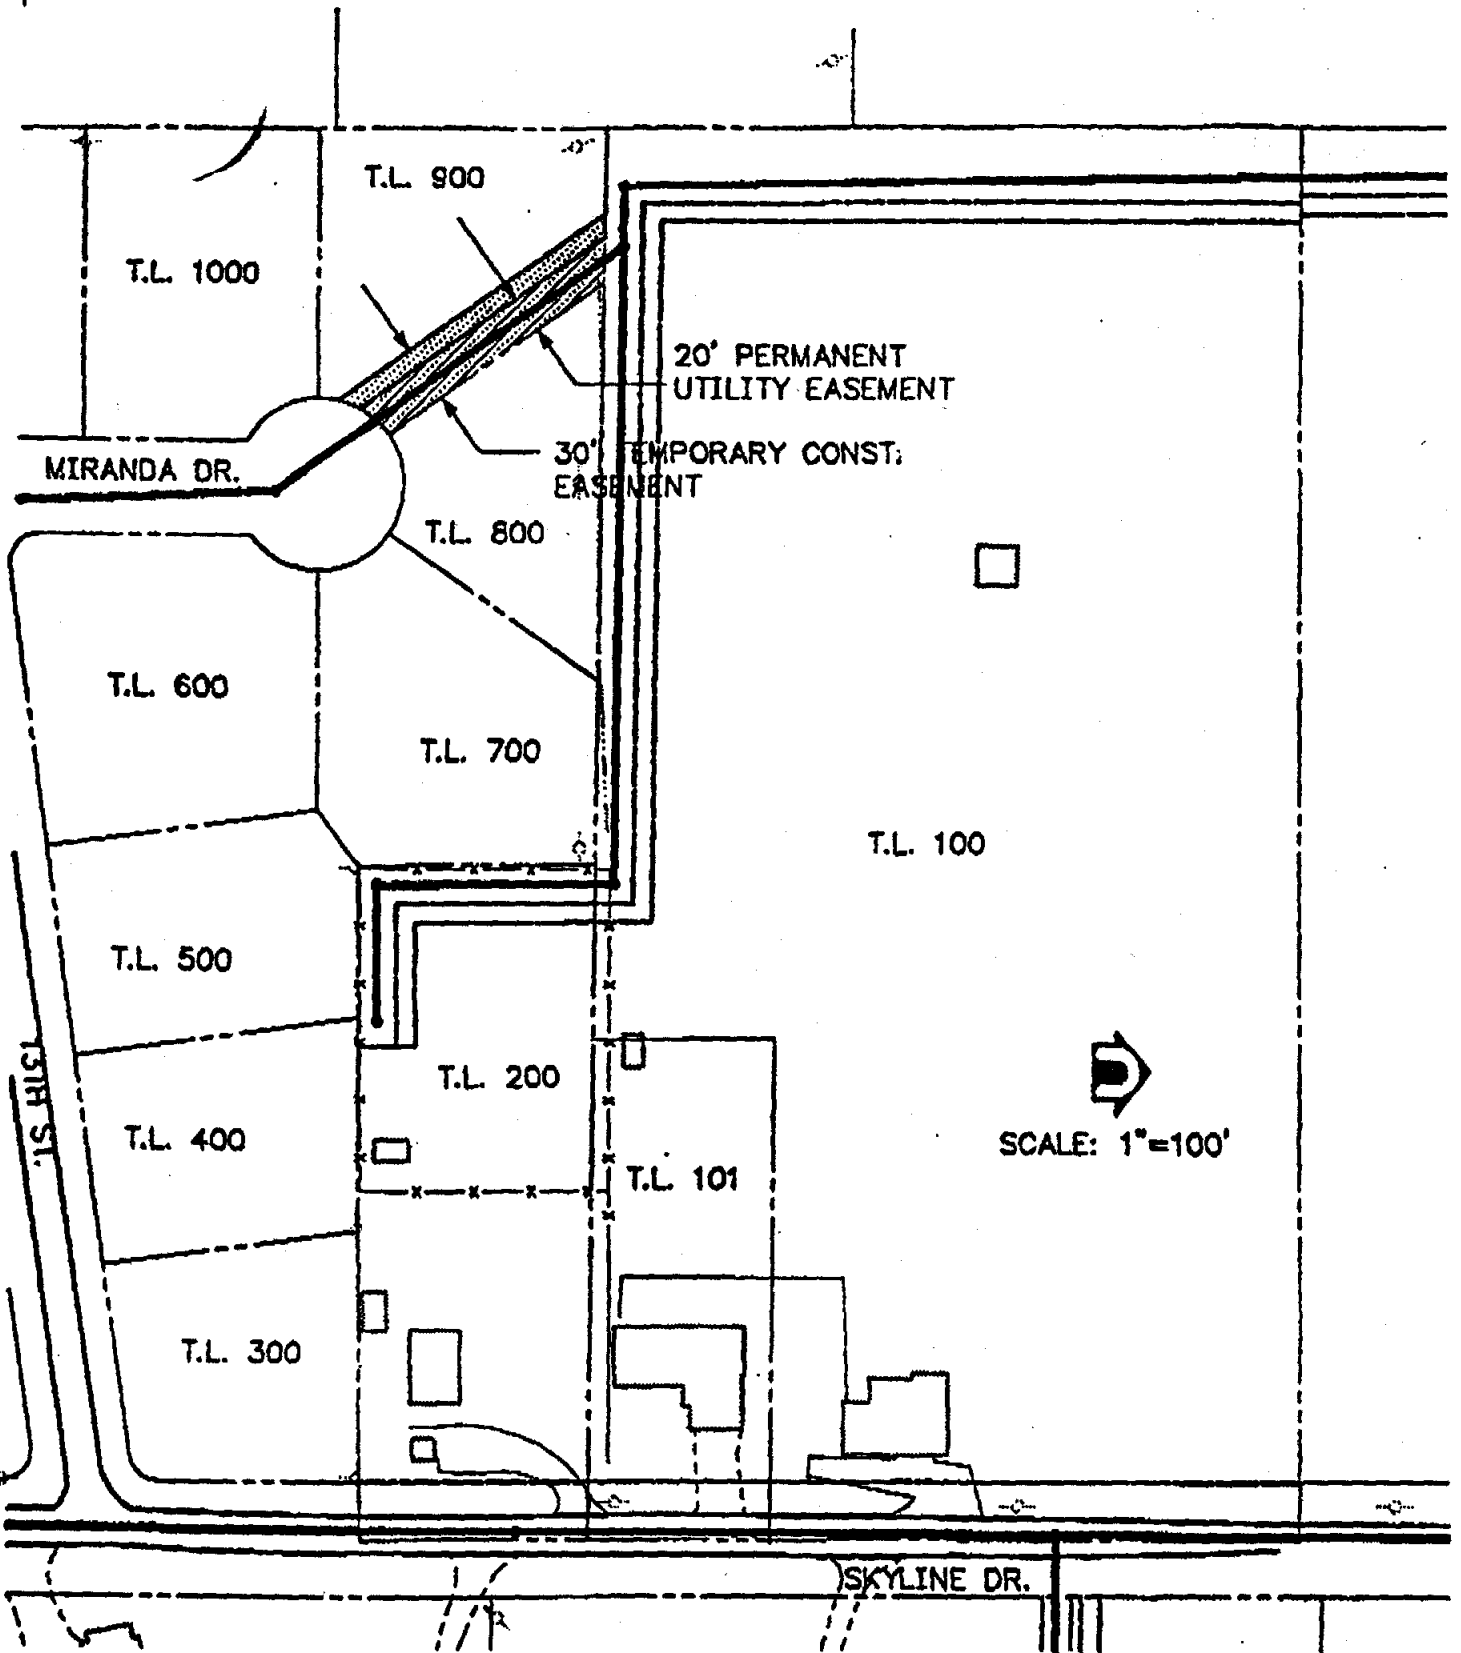 T.L. 900
T.L. 1000
20' PERMANENT
UTILITY EASEMENT
30' TEMPORARY CONST.
EASEMENT
MIRANDA DR.
T.L. 800
T.L. 600
T.L. 700
T.L. 100
T.L. 500
T.L. 200
15TH ST.
T.L. 400
SCALE: 1"=100'
T.L. 101
T.L. 300
SKYLINE DR.